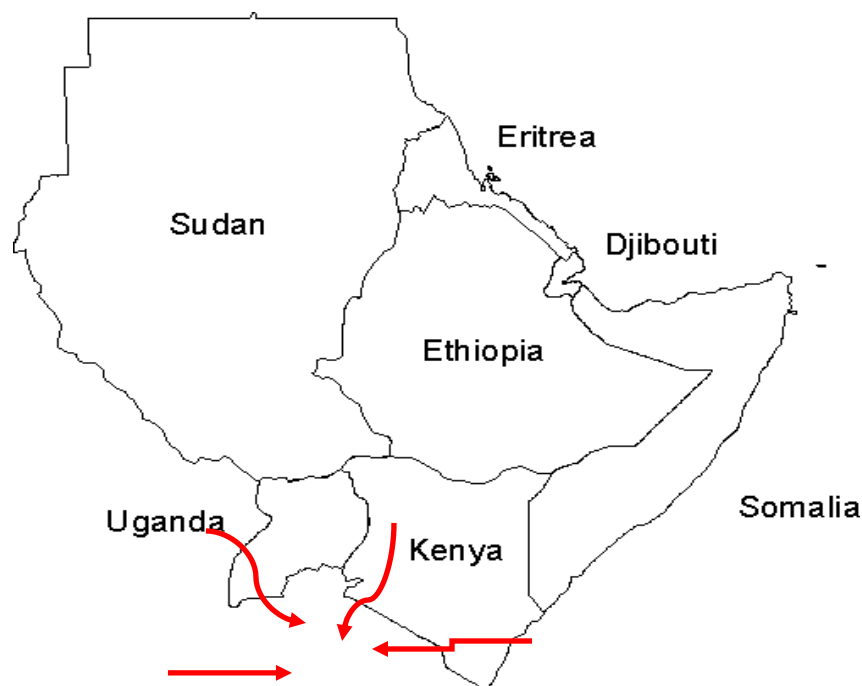 Eritrea
Sudan
Djibouti
Ethiopia
Uganda
Somalia
Kenya